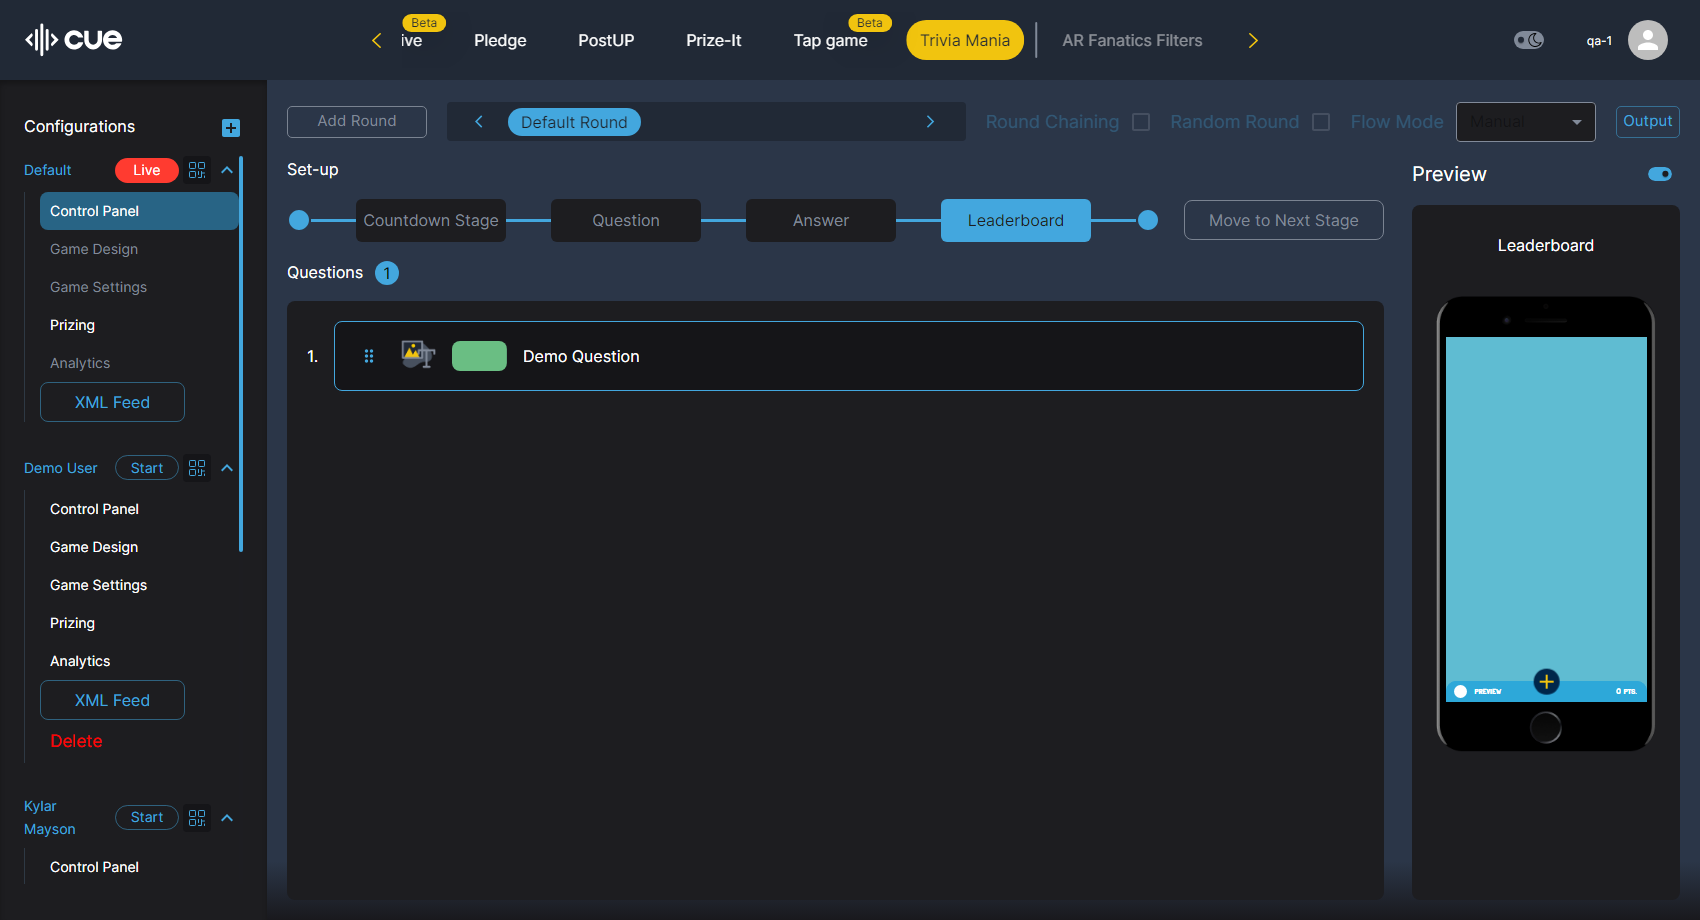 cue
ive
Beta
Pledge
PostUP
Prize-It
Tap game
Beta
Trivia Mania
AR Fanatics Filters
qa-1
Configurations
Default
Live
Control Panel
Game Design
Game Settings
Prizing
Analytics
XML Feed
Demo User
Start
Control Panel
Game Design
Game Settings
Prizing
Analytics
XML Feed
Delete
Kylar
Mayson
Start
Control Panel
Add Round
Default Round
Round Chaining
Random Round
Flow Mode
Manual
Output
Set-up
Countdown Stage
Question
Answer
Leaderboard
Move to Next Stage
Questions 1
1. Demo Question
Preview
Leaderboard
PREVIEW
0 PTS.